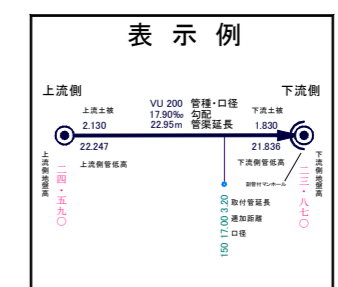 表示例
上流側
下流側
上流土被
VU 200 管種・口径
下流土被
2.130
17.90‰ 勾配
1.830
22.95m 管渠延長
22.247
21.836
上流側管低高
下流側管低高
副管付マンホール
上流側地盤高
二四・五九〇
下流側地盤高
二三・八七〇
3.20 取付管延長
17.00 逓加距離
150 口径